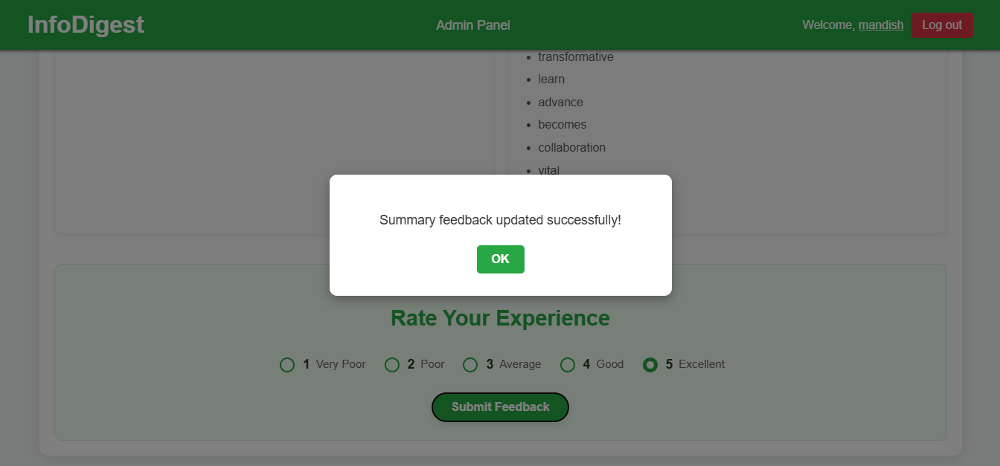 InfoDigest
Admin Panel
Welcome, mandish
Log out
transformative
learn
advance
becomes
collaboration
vital
Summary feedback updated successfully!
OK
Rate Your Experience
1 Very Poor 2 Poor 3 Average 4 Good 5 Excellent
Submit Feedback